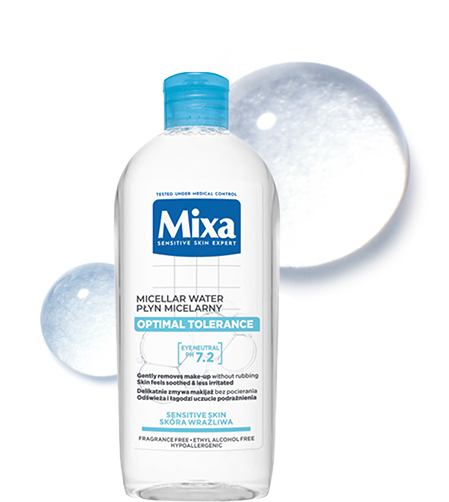 TESTED UNDER MEDICAL CONTROL
Mixa
SENSITIVE SKIN EXPERT
MICELLAR WATER
PŁYN MICELARNY
OPTIMAL TOLERANCE
EYE NEUTRAL
PH 7.2
Gently removes make-up without rubbing
Skin feels soothed & less irritated
Delikatnie zmywa makijaż bez pocierania
Odświeża i łagodzi uczucie podrażnienia
SENSITIVE SKIN
SKÓRA WRAŻLIWA
FRAGRANCE FREE • ETHYL ALCOHOL FREE
HYPOALLERGENIC